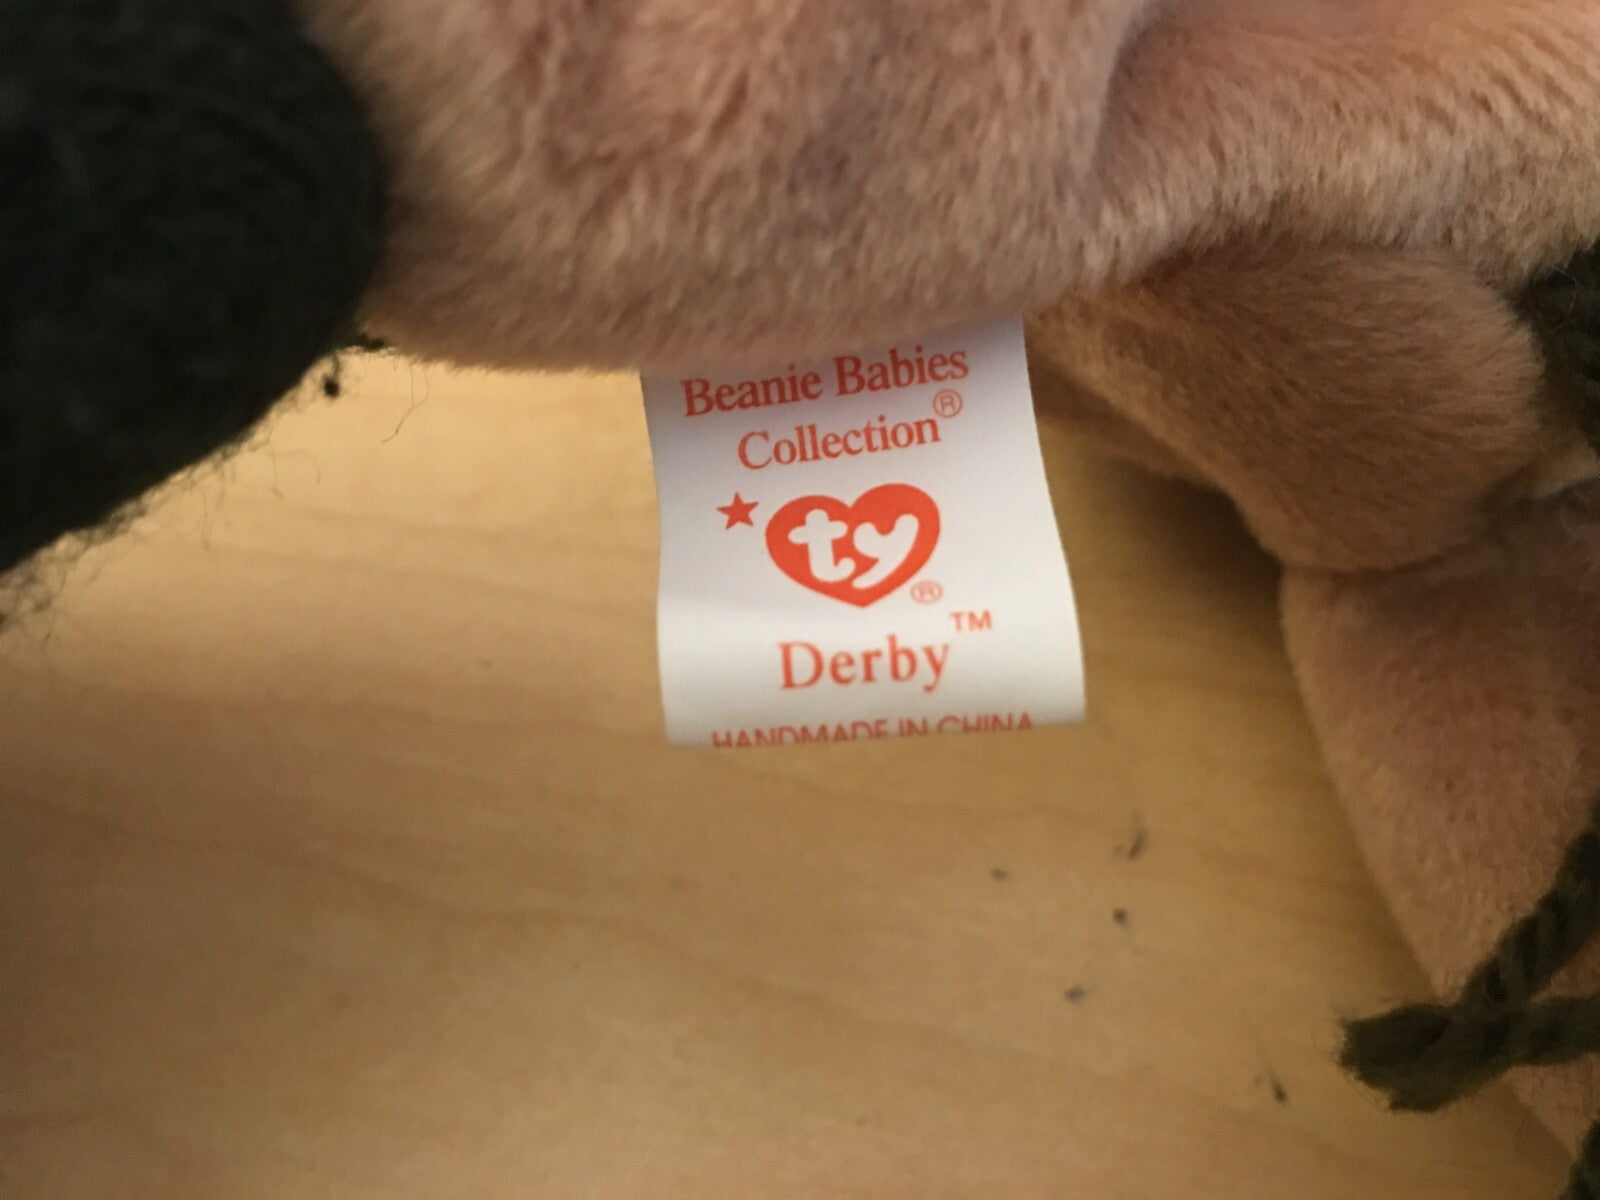 Beanie Babies
Collection®
ty®
Derby™
HANDMADE IN CHINA